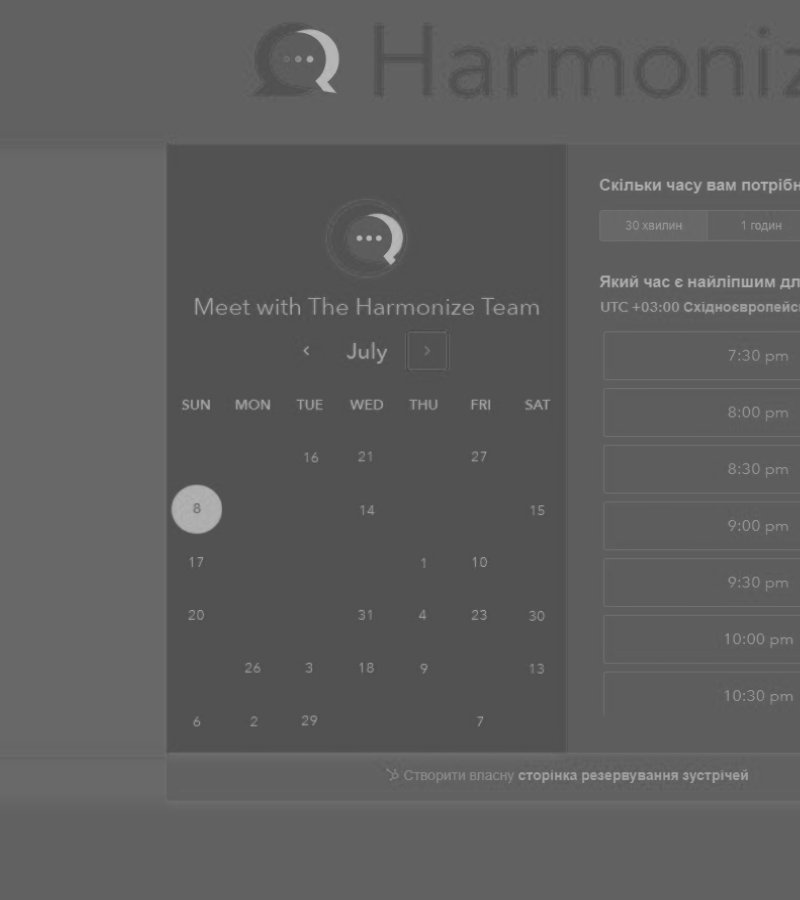 Harmoniz
Meet with The Harmonize Team
July
SUN MON TUE WED THU FRI SAT
16 21 27
8 14 15
17 1 10
20 31 4 23 30
26 3 18 9 13
6 2 29 7
Скільки часу вам потрібн
30 хвилин 1 годин
Який час є найліпшим дл
UTC +03:00 Східноєвропейс
7:30 pm
8:00 pm
8:30 pm
9:00 pm
9:30 pm
10:00 pm
10:30 pm
Створити власну сторінка резервування зустрічей